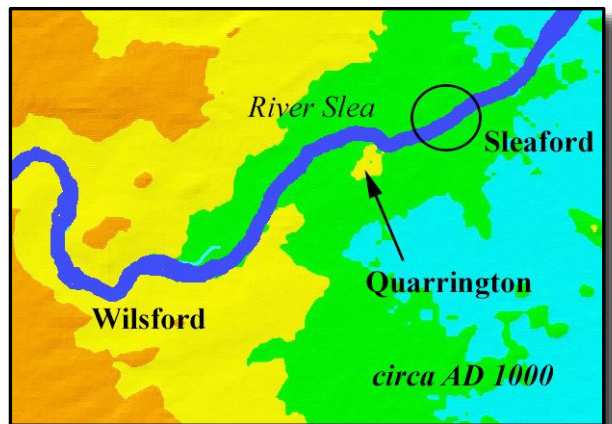 River Slea
Sleaford
Quarrington
Wilsford
circa AD 1000